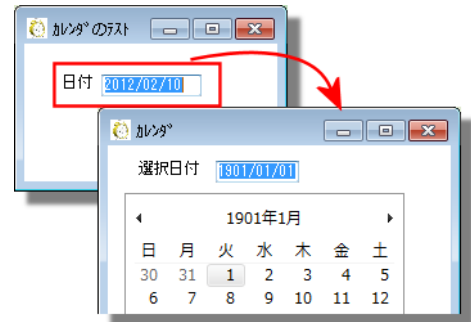 ｶﾚﾝﾀﾞのﾃｽﾄ
日付 2012/02/10
ｶﾚﾝﾀﾞ
選択日付 1901/01/01
1901年1月
日 月 火 水 木 金 土
30 31 1 2 3 4 5
6 7 8 9 10 11 12